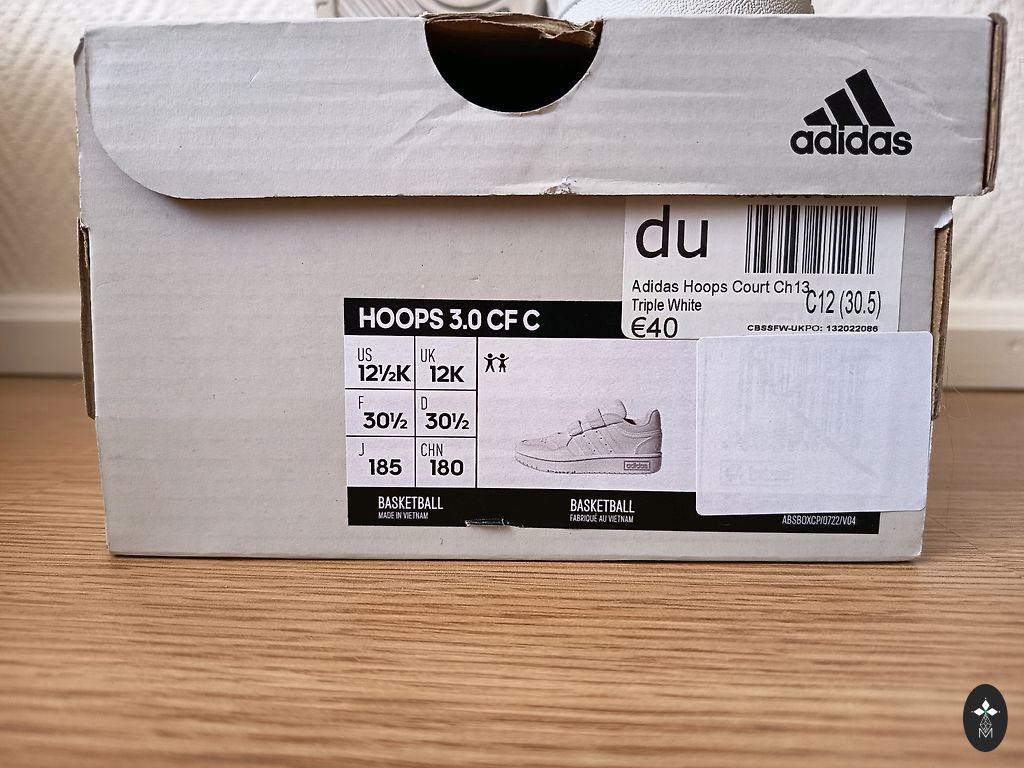 adidas
du
Adidas Hoops Court Ch13
Triple White
C12 (30.5)
€40
CBSSFW-UKPO: 132022086
HOOPS 3.0 CF C
US
12½K
UK
12K
F
30½
D
30½
J
185
CHN
180
adidas
BASKETBALL
MADE IN VIETNAM
BASKETBALL
FABRIQUÉ AU VIETNAM
ABSBOXCP/0722/V04
M